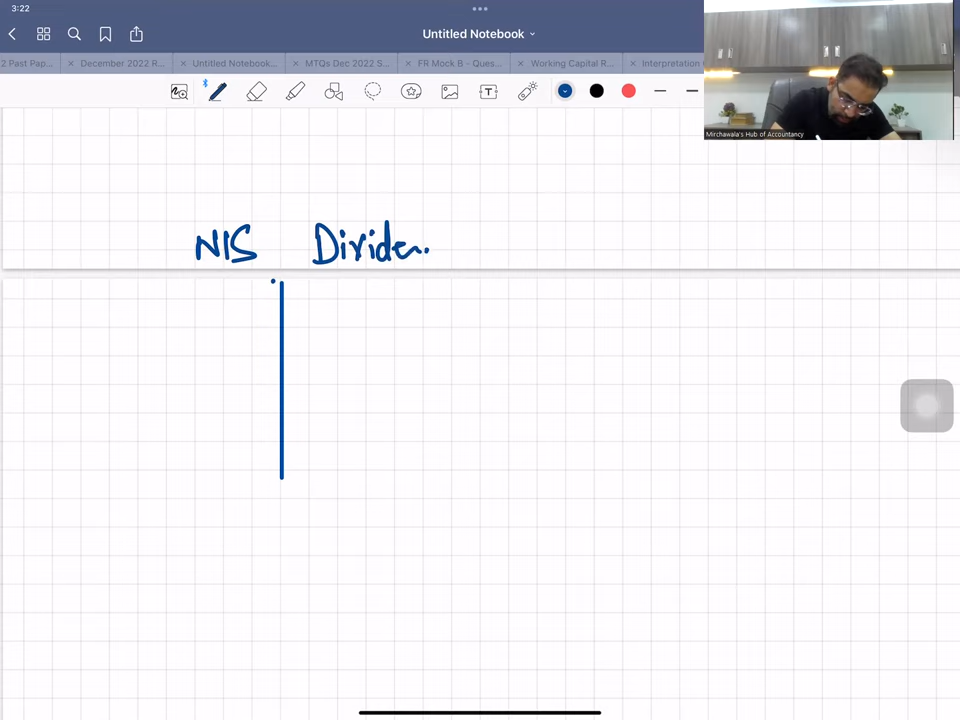 3:22
Untitled Notebook
2 Past Pap...
December 2022 R...
Untitled Notebook...
MTQs Dec 2022 S...
FR Mock B - Ques...
Working Capital R...
Interpretation
T
Mirchawala's Hub of Accountancy
NIS Dividen.